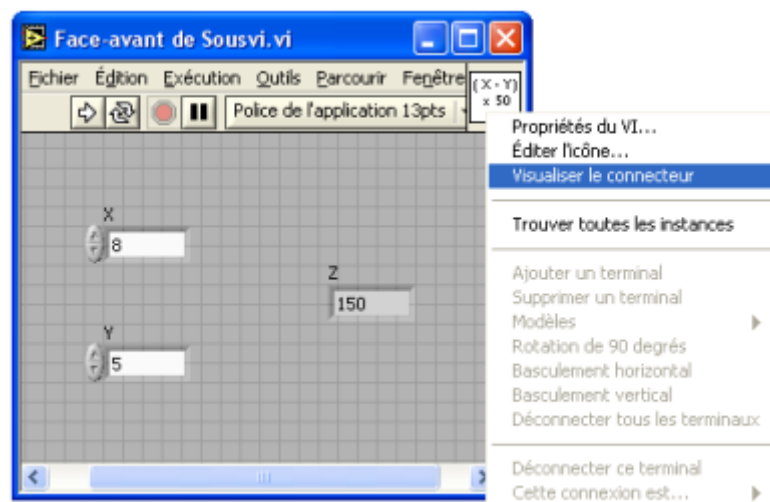 Face-avant de Sousvi.vi
Fichier Édition Exécution Outils Parcourir Fenêtre
(X-Y)
x 50
Police de l'application 13pts
Propriétés du VI...
Éditer l'icône...
Visualiser le connecteur
Trouver toutes les instances
Ajouter un terminal
Supprimer un terminal
Modèles
Rotation de 90 degrés
Basculement horizontal
Basculement vertical
Déconnecter tous les terminaux
Déconnecter ce terminal
Cette connexion est...
X
8
Z
150
Y
5